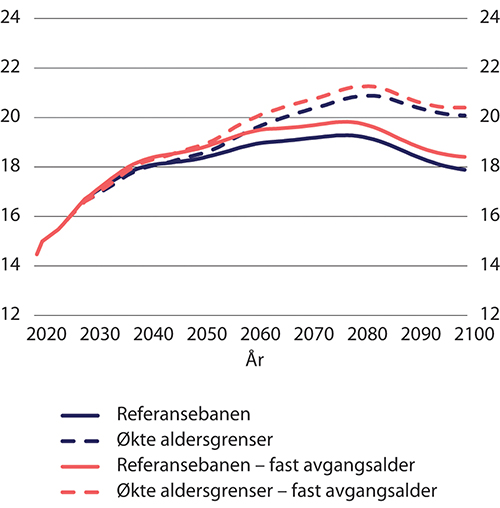 24 24
22 22
20 20
18 18
16 16
14 14
12 12
2020 2030 2040 2050 2060 2070 2080 2090 2100
År
Referansebanen
Økte aldersgrenser
Referansebanen – fast avgangsalder
Økte aldersgrenser – fast avgangsalder